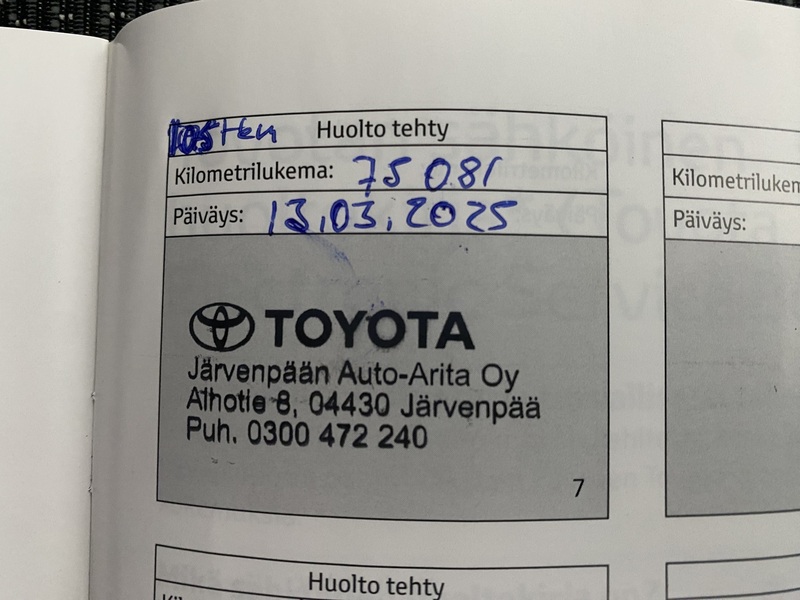 Huolto tehty
Kilometrilukema: 75 081
Päiväys: 13.03.2025
TOYOTA
Järvenpään Auto-Arita Oy
Alhotie 8, 04430 Järvenpää
Puh. 0300 472 240
7
Huolto tehty
Päiväys: